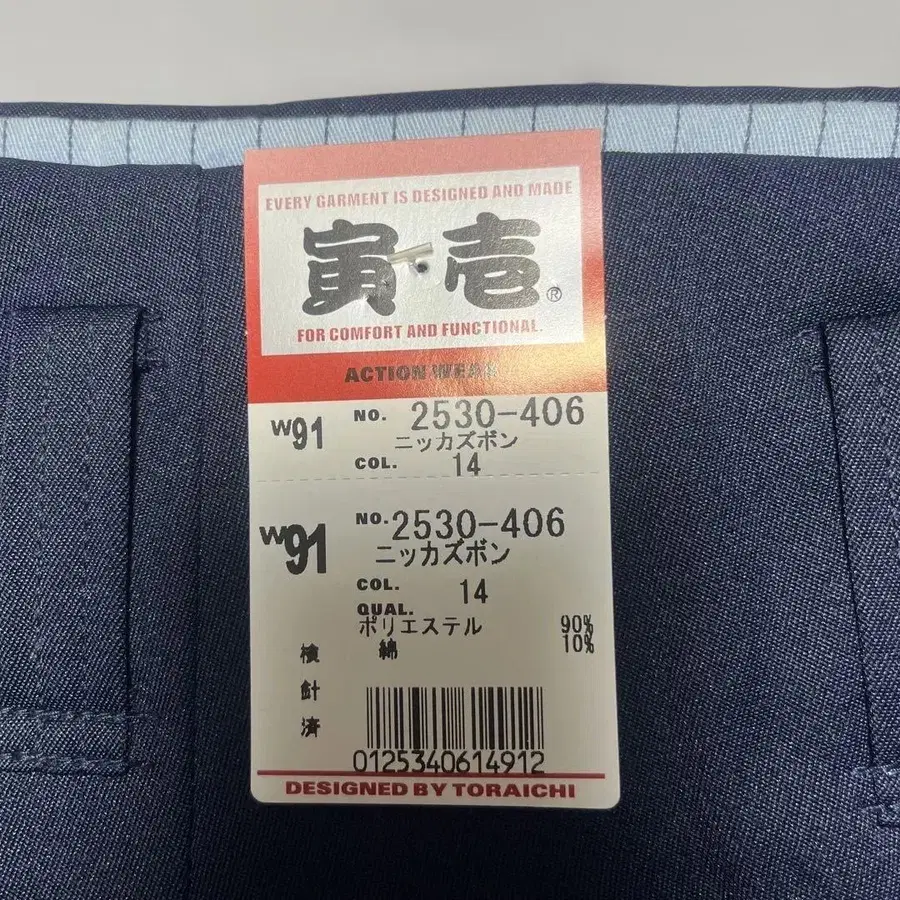 EVERY GARMENT IS DESIGNED AND MADE
寅壱®
FOR COMFORT AND FUNCTIONAL.
ACTION WEAR
W91 NO. 2530-406
ニッカズボン
COL. 14
W91 NO. 2530-406
ニッカズボン
COL. 14
QUAL.
ポリエステル 90%
綿 10%
検針済
0125340614912
DESIGNED BY TORAICHI